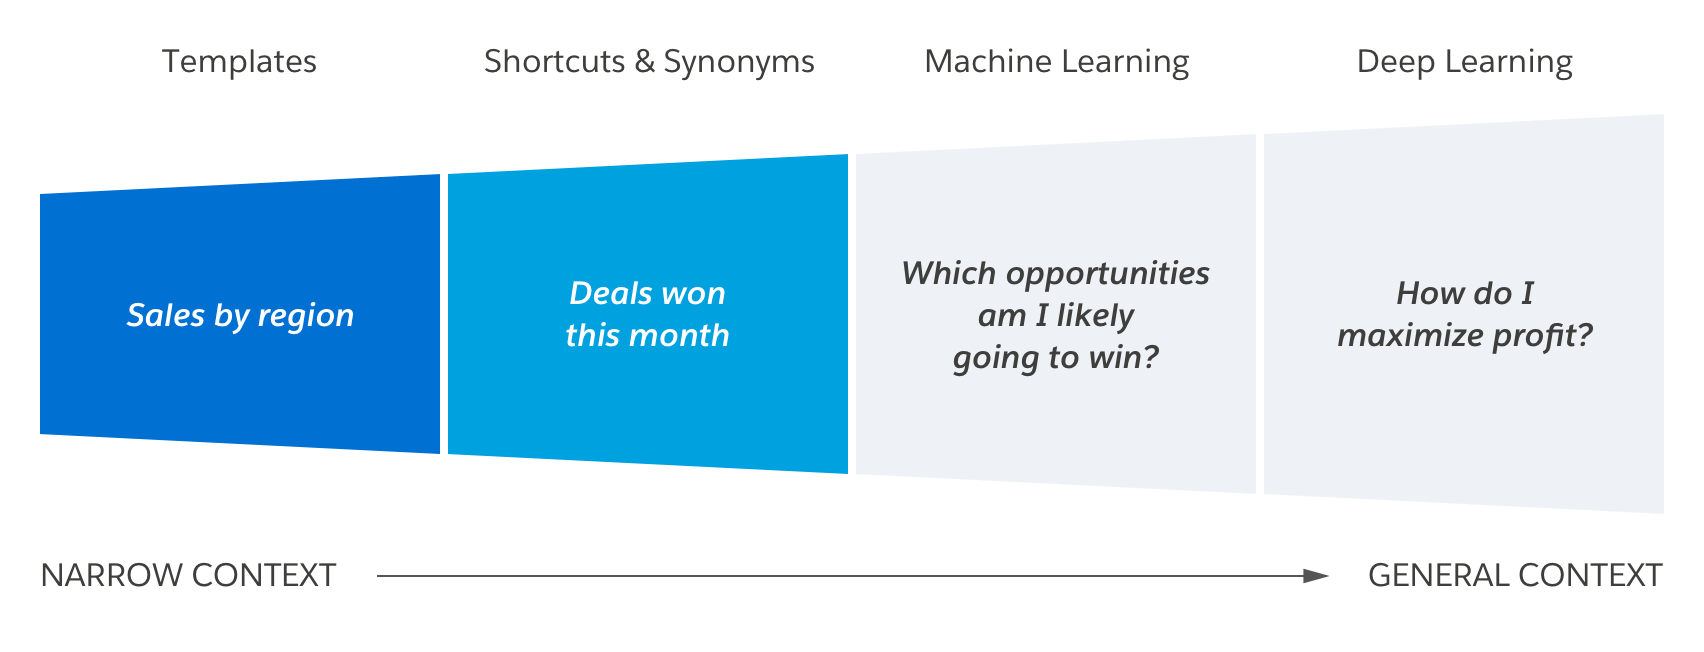 Templates
Shortcuts & Synonyms
Machine Learning
Deep Learning
Sales by region
Deals won
this month
Which opportunities
am I likely
going to win?
How do I
maximize profit?
NARROW CONTEXT
GENERAL CONTEXT